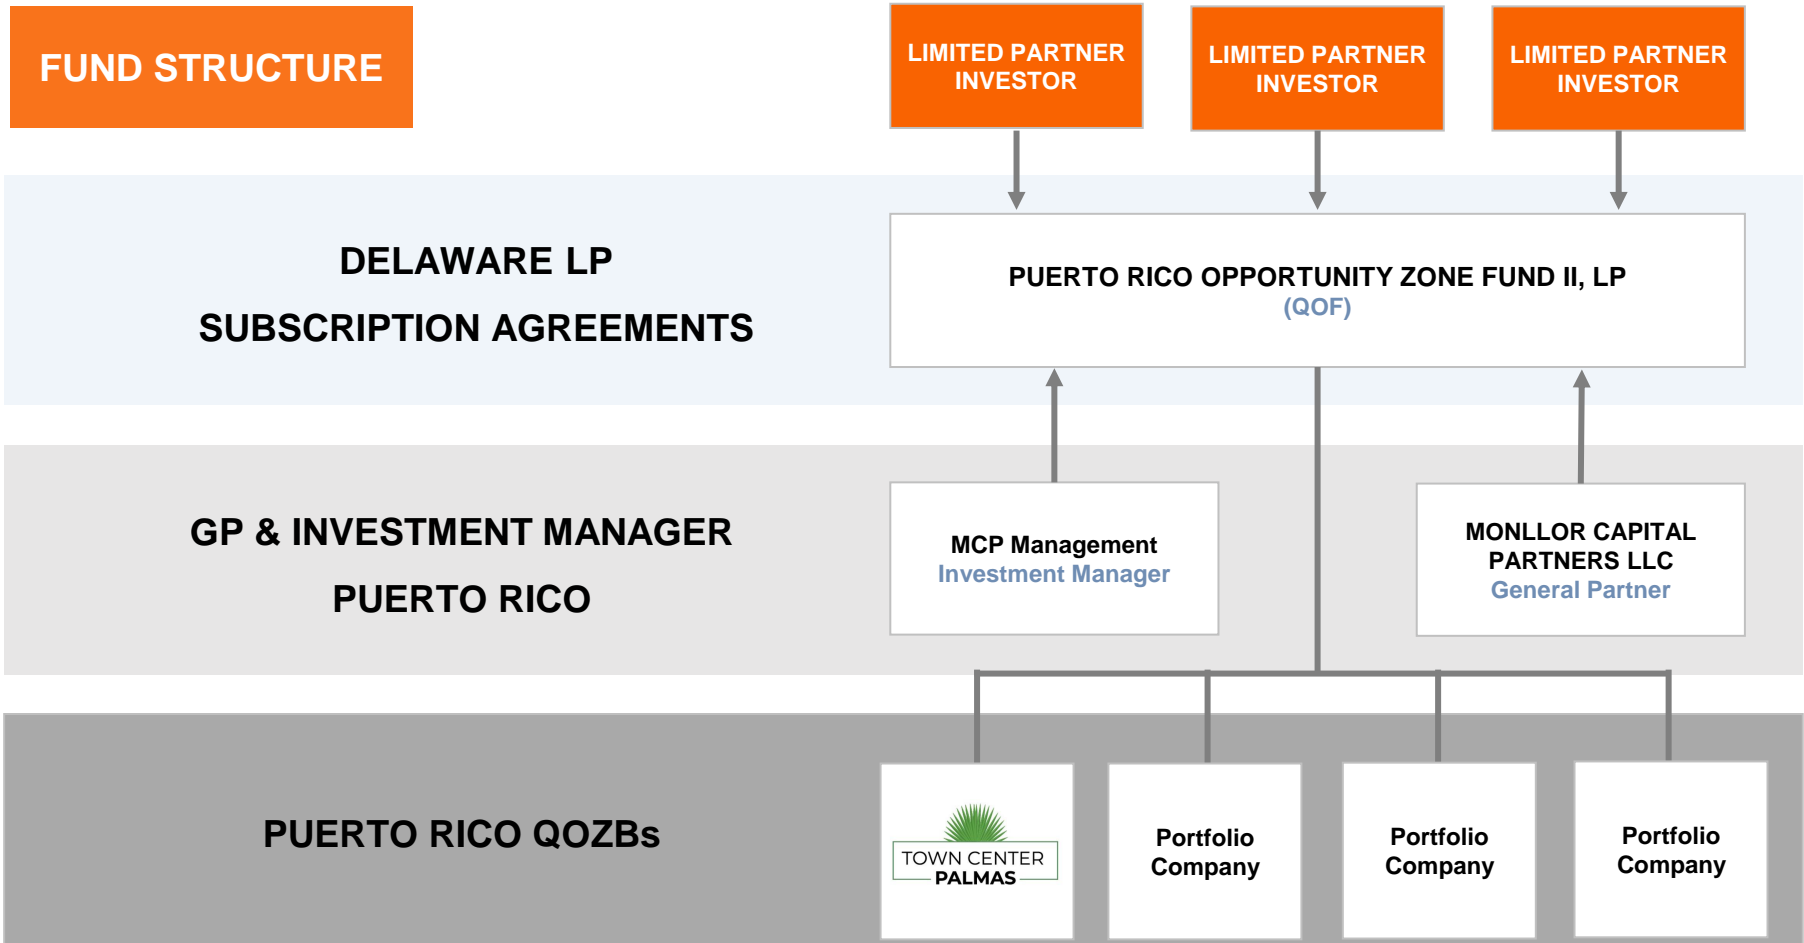 FUND STRUCTURE
LIMITED PARTNER
INVESTOR
LIMITED PARTNER
INVESTOR
LIMITED PARTNER
INVESTOR
DELAWARE LP
SUBSCRIPTION AGREEMENTS
PUERTO RICO OPPORTUNITY ZONE FUND II, LP
(QOF)
GP & INVESTMENT MANAGER
PUERTO RICO
MCP Management
Investment Manager
MONLLOR CAPITAL
PARTNERS LLC
General Partner
PUERTO RICO QOZBs
TOWN CENTER
PALMAS
Portfolio
Company
Portfolio
Company
Portfolio
Company